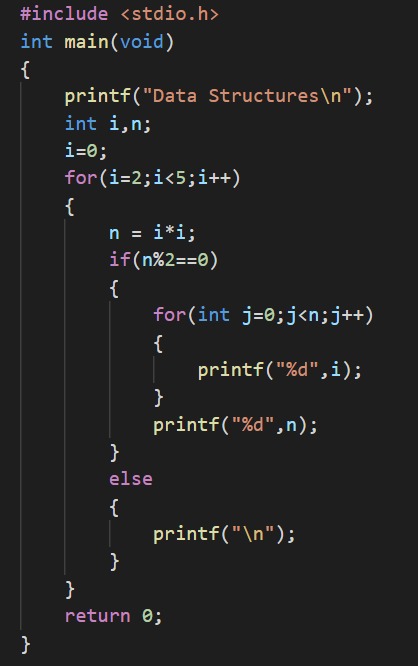 #include <stdio.h>
int main(void)
{
    printf("Data Structures\n");
    int i,n;
    i=0;
    for(i=2;i<5;i++)
    {
        n = i*i;
        if(n%2==0)
        {
            for(int j=0;j<n;j++)
            {
                printf("%d",i);
            }
            printf("%d",n);
        }
        else
        {
            printf("\n");
        }
    }
    return 0;
}